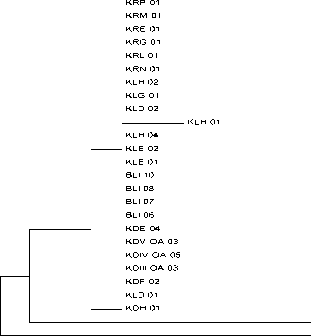 KRP 01
KRM 01
KRE 01
KRG 01
KRL 01
KRN 01
KLH 02
KLG 01
KLD 02
KLH 01
KLH 04
KLE 02
KLE 01
BLI 10
BLI 08
BLI 07
BLI 06
KDE 04
KDV OA 03
KDIV OA 05
KDIII OA 03
KDF 02
KLD 01
KDH 01